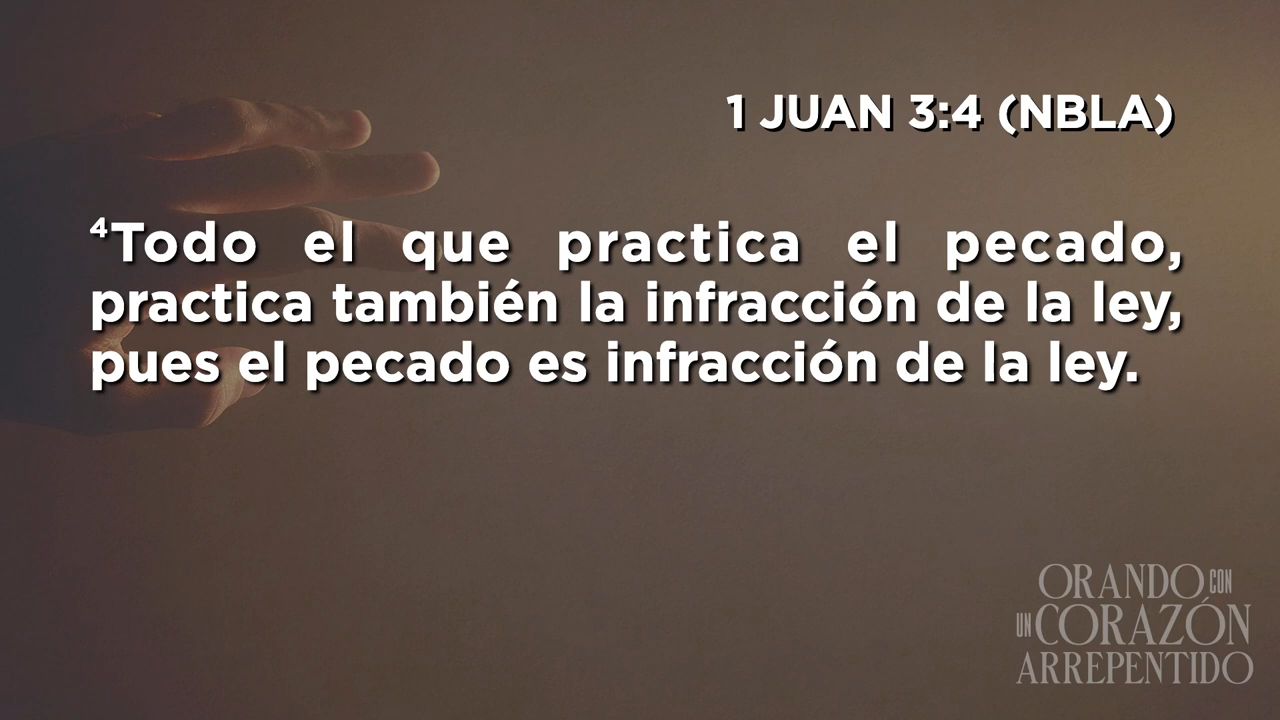 1 JUAN 3:4 (NBLA)
⁴Todo el que practica el pecado,
practica también la infracción de la ley,
pues el pecado es infracción de la ley.
ORANDO CON
UN CORAZÓN
ARREPENTIDO